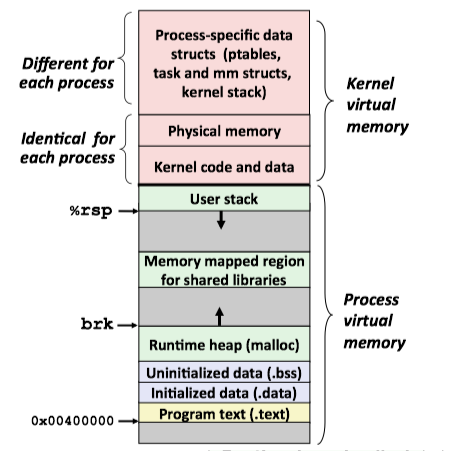 Process-specific data
structs (ptables,
task and mm structs,
kernel stack)
Different for
each process
Kernel
virtual
memory
Physical memory
Identical for
each process
Kernel code and data
User stack
%rsp
Memory mapped region
for shared libraries
Process
virtual
memory
brk
Runtime heap (malloc)
Uninitialized data (.bss)
Initialized data (.data)
Program text (.text)
0x00400000